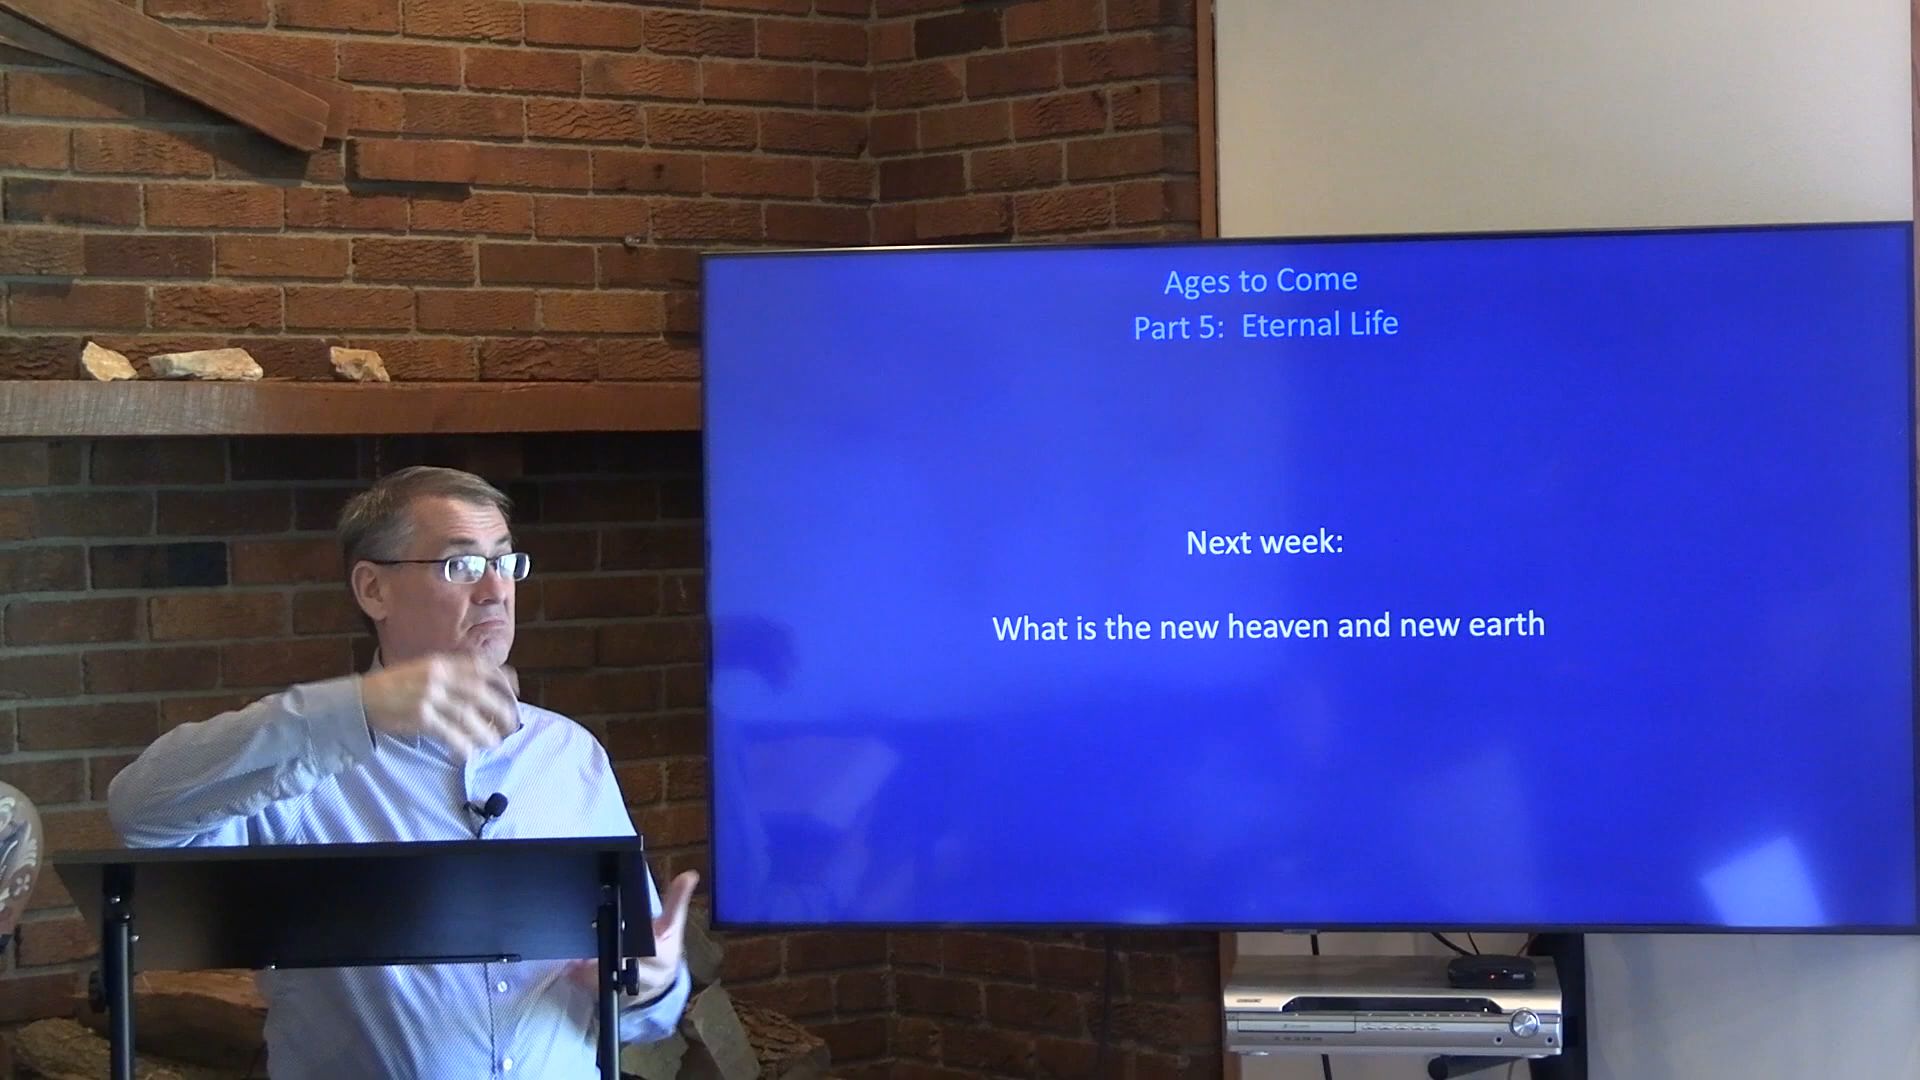 Ages to Come
Part 5: Eternal Life
Next week:
What is the new heaven and new earth